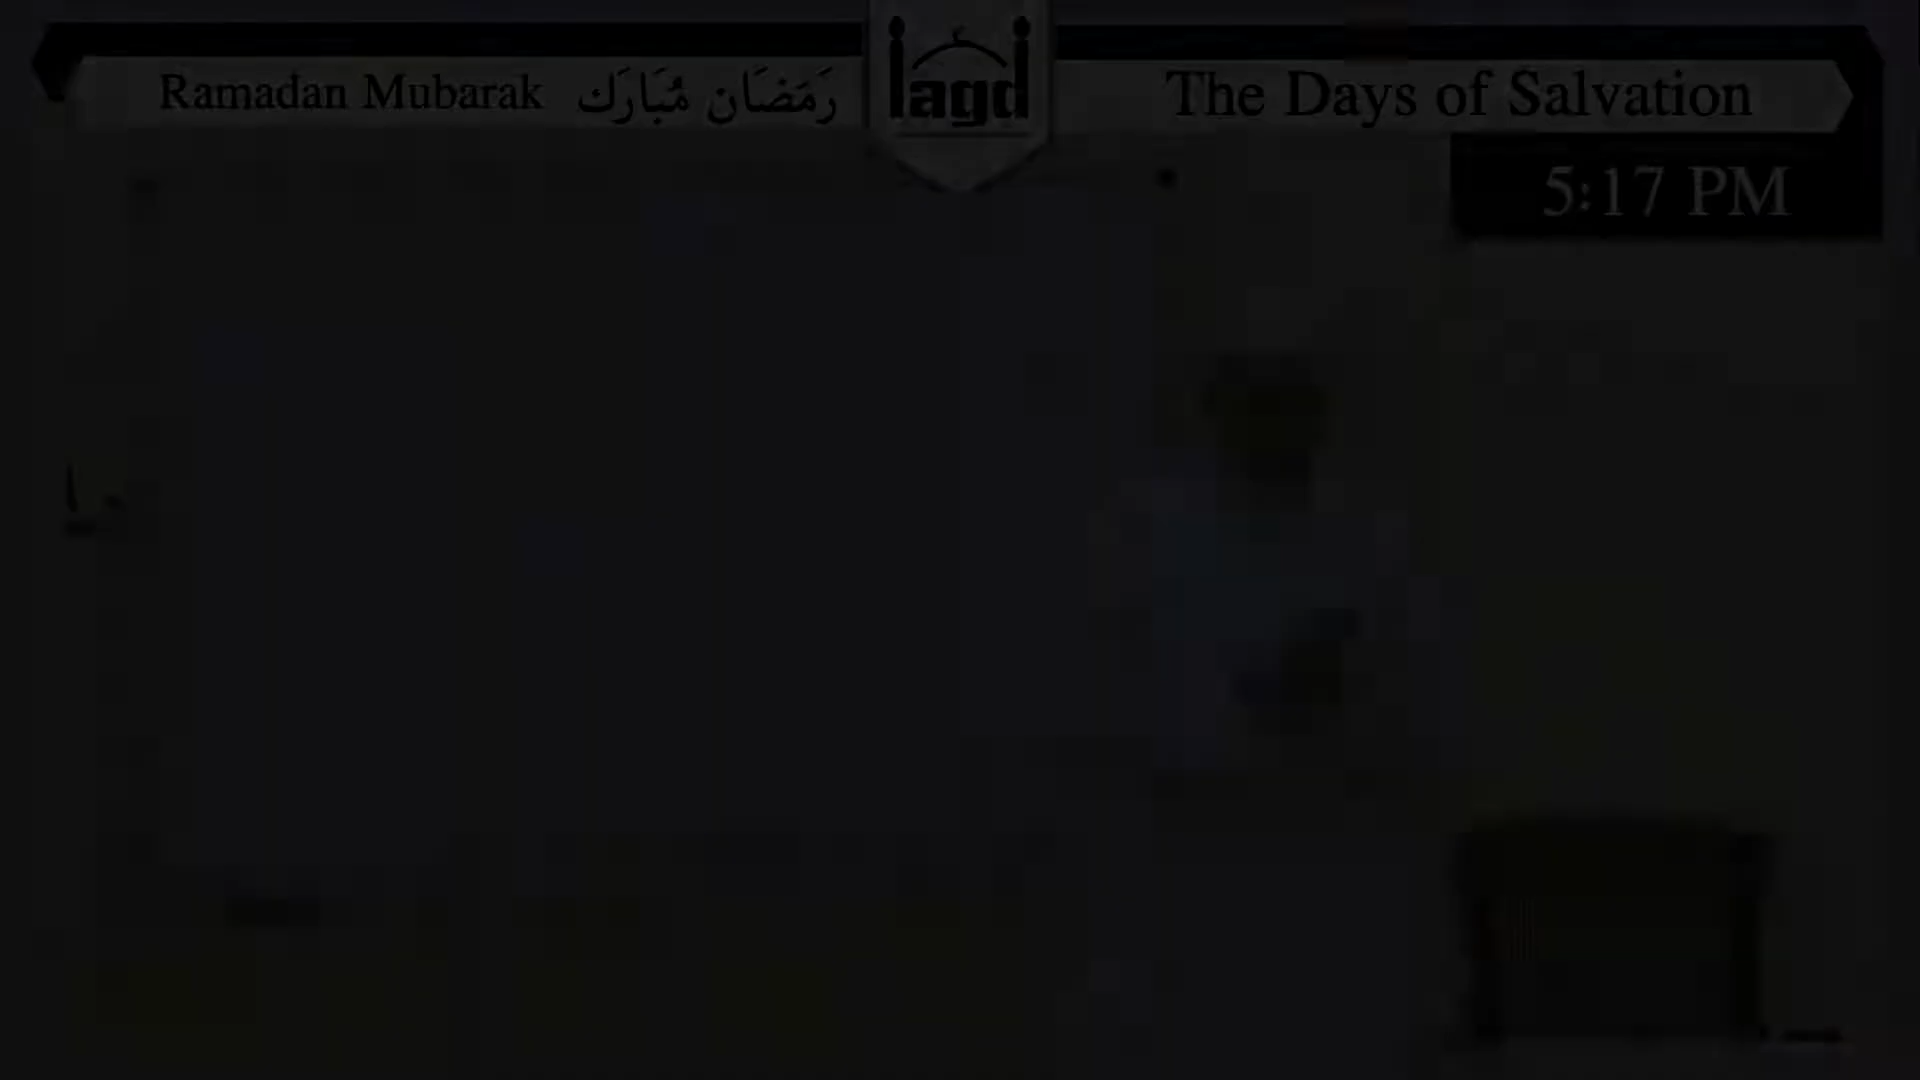 Ramadan Mubarak رَمَضَان مُبَارَك
iagd
The Days of Salvation
5:17 PM